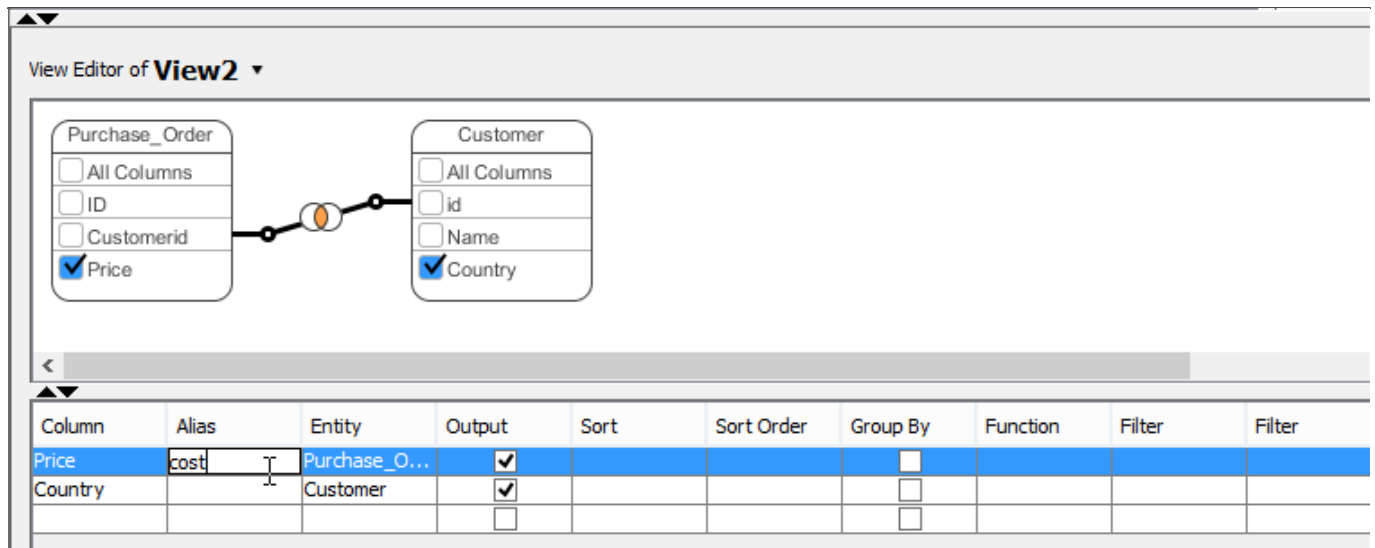 View Editor of View2
Purchase_Order Customer
All Columns All Columns
ID id
Customerid Name
Price Country
Column Alias Entity Output Sort Sort Order Group By Function Filter Filter
Price cost Purchase_O...
Country Customer